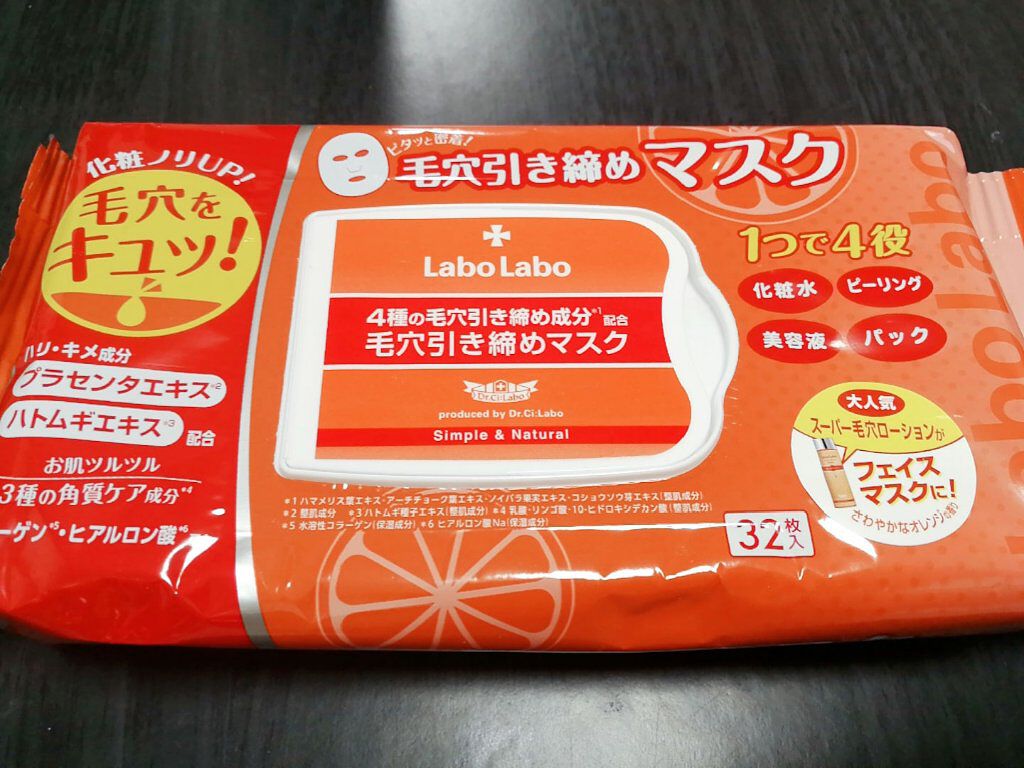 化粧ノリUP!
毛穴を
キュッ!
ハリ・キメ成分
プラセンタエキス※2
ハトムギエキス※3
配合
お肌ツルツル
3種の角質ケア成分※4
ーゲン※5・ヒアルロン酸※6
ピタッと密着!
毛穴引き締めマスク
Labo Labo
4種の毛穴引き締め成分※1配合
毛穴引き締めマスク
Dr.Ci:Labo
produced by Dr.Ci:Labo
Simple & Natural
1つで4役
化粧水
ピーリング
美容液
パック
大人気
スーパー毛穴ローションが
フェイス
マスクに!
さわやかなオレンジの香り
※1 ハマメリス葉エキス・アーチチョーク葉エキス・ノイバラ果実エキス・コショウソウ芽エキス(整肌成分)
※2 整肌成分 ※3 ハトムギ種子エキス(整肌成分) ※4 乳酸・リンゴ酸・10-ヒドロキシデカン酸(整肌成分)
※5 水溶性コラーゲン(保湿成分) ※6 ヒアルロン酸Na(保湿成分)
32枚入
Labo Labo